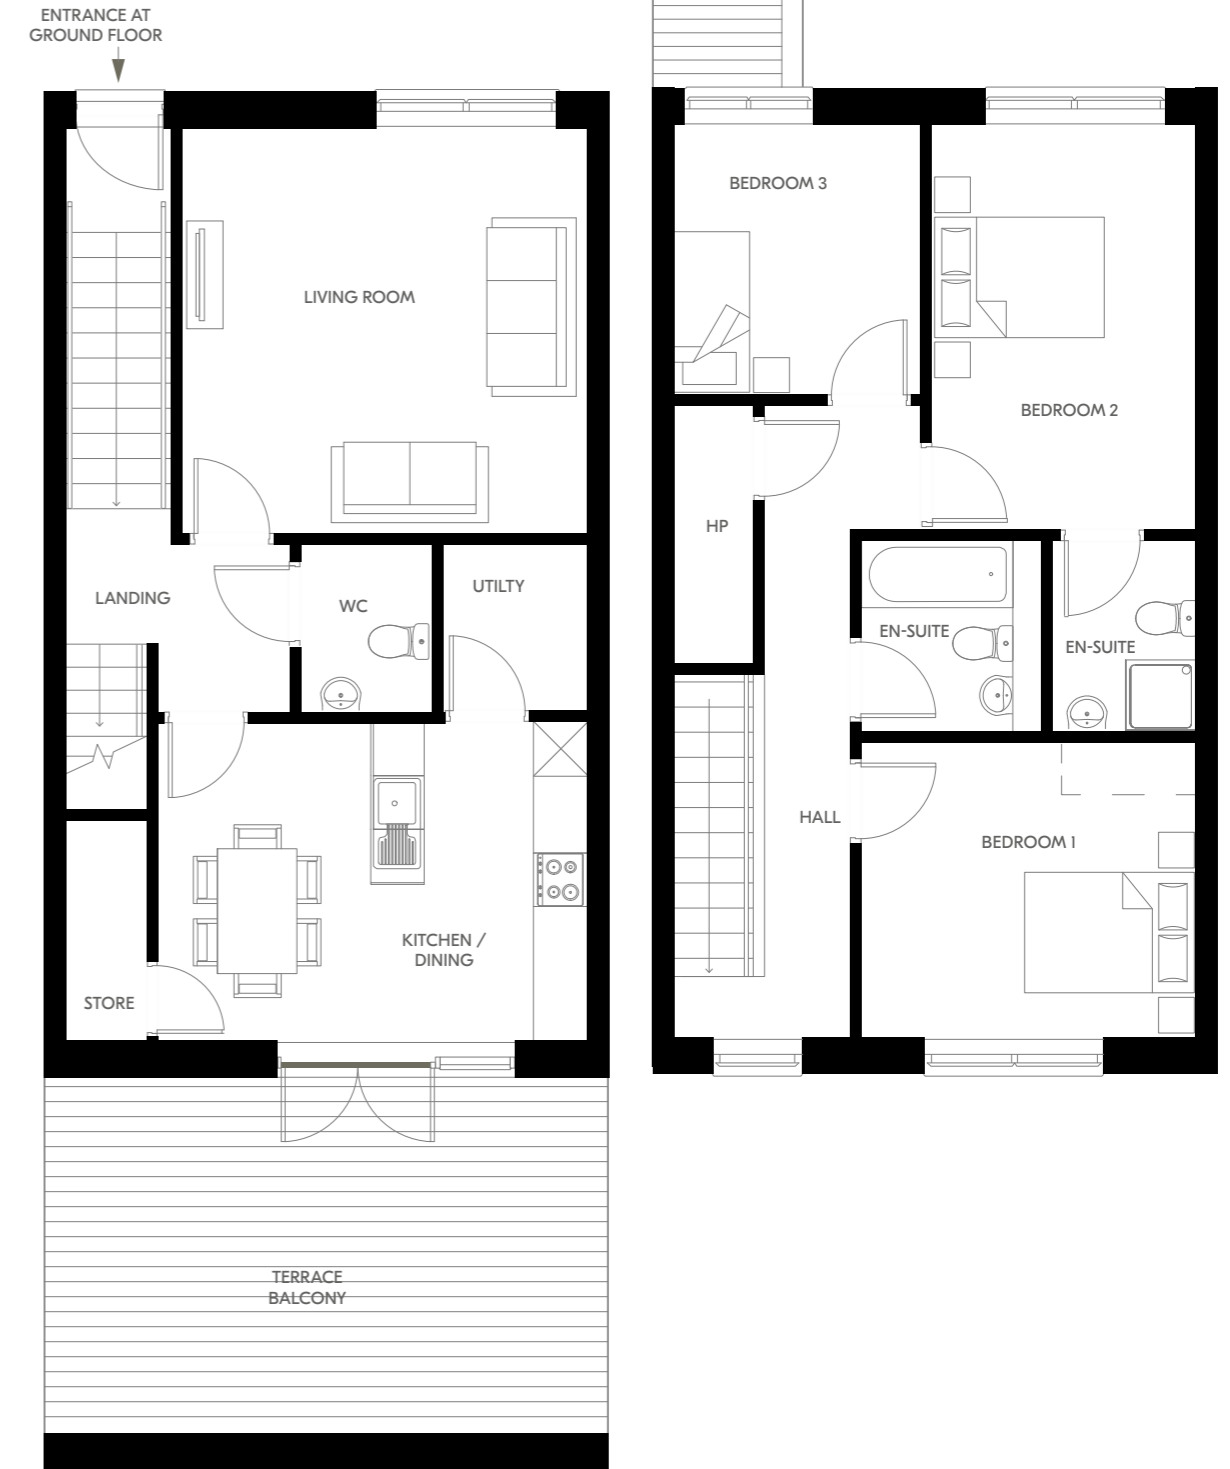 ENTRANCE AT
GROUND FLOOR
LIVING ROOM
LANDING
WC
UTILTY
KITCHEN /
DINING
STORE
TERRACE
BALCONY
BEDROOM 3
BEDROOM 2
HP
EN-SUITE
EN-SUITE
HALL
BEDROOM 1